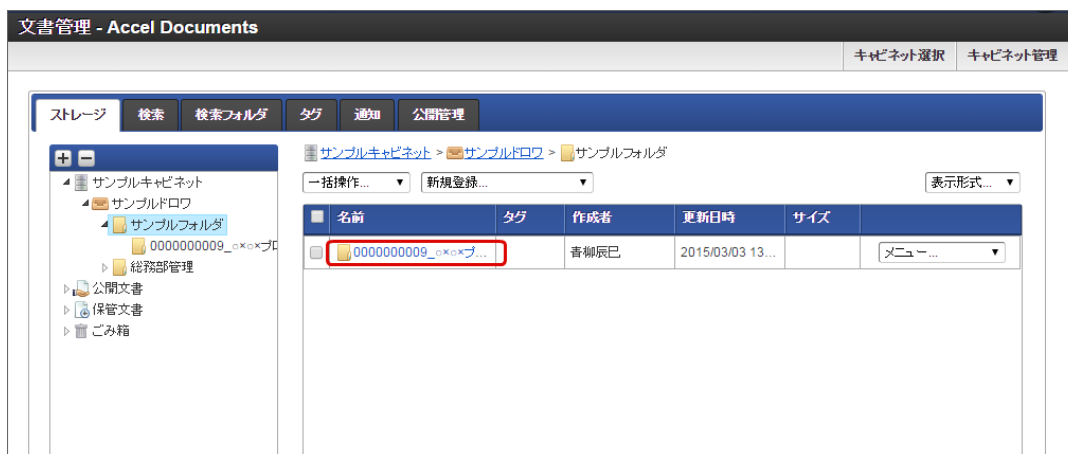 文書管理 - Accel Documents
キャビネット選択 キャビネット管理
ストレージ 検索 検索フォルダ タグ 通知 公開管理
サンプルキャビネット > サンプルドロワ > サンプルフォルダ
一括操作... 新規登録... 表示形式...
サンプルキャビネット
サンプルドロワ
サンプルフォルダ
0000000009_○×○×プロ
総務部管理
公開文書
保管文書
ごみ箱
名前 タグ 作成者 更新日時 サイズ
0000000009_○×○×プ... 青柳辰巳 2015/03/03 13... メニュー...